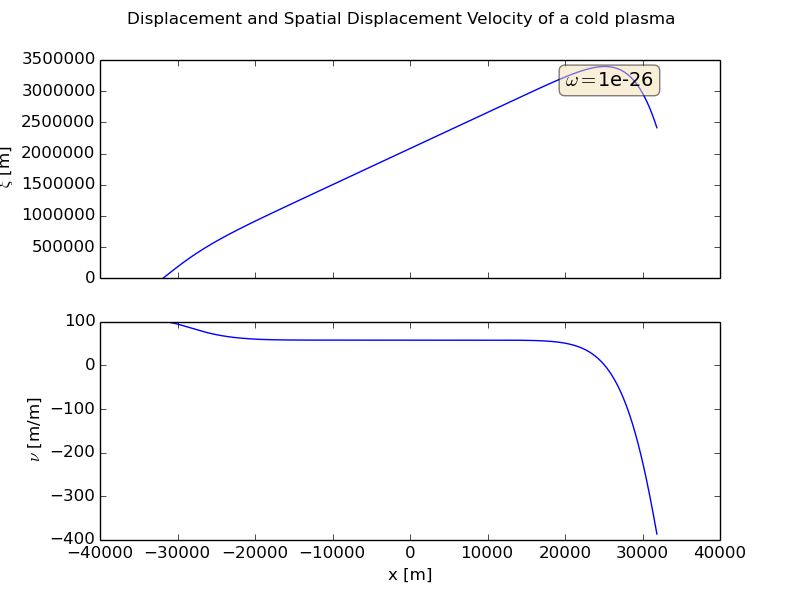 Displacement and Spatial Displacement Velocity of a cold plasma
3500000
3000000
2500000
2000000
1500000
1000000
500000
0
ξ [m]
ω=1e-26
100
0
−100
−200
−300
−400
ν [m/m]
−40000 −30000 −20000 −10000 0 10000 20000 30000 40000
x [m]